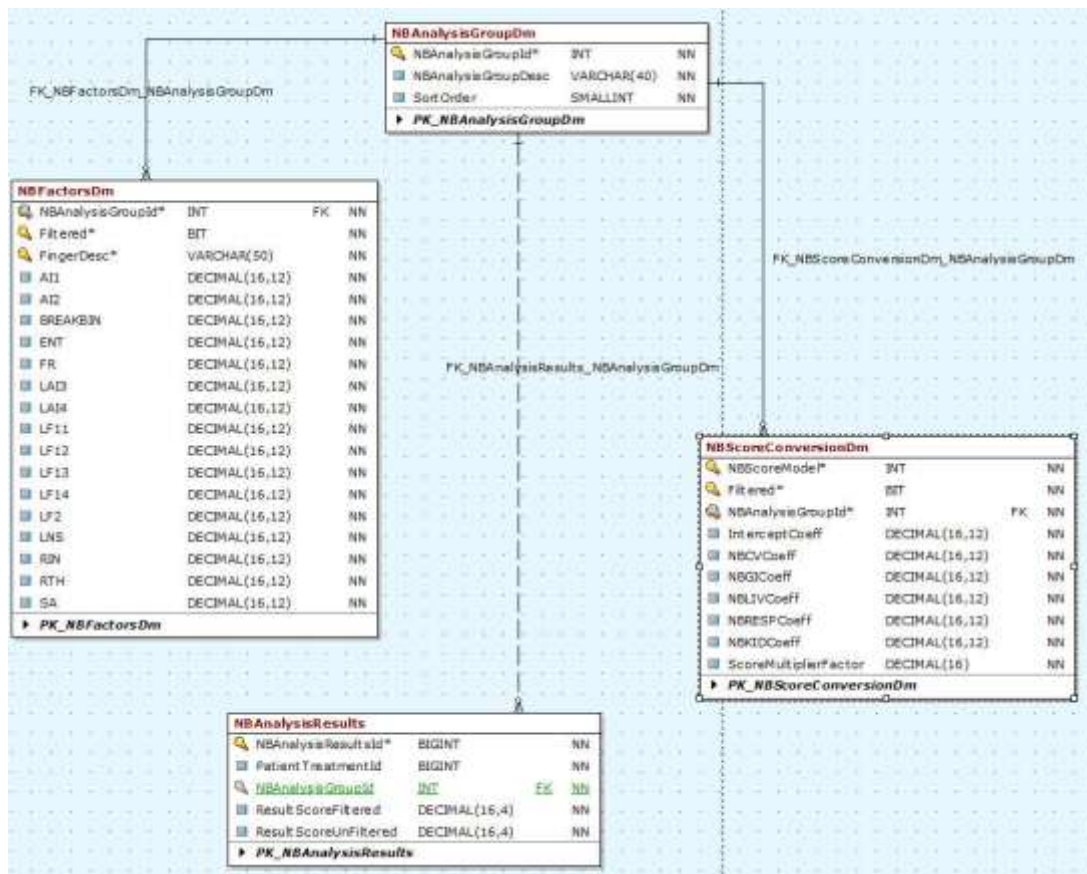 NBAnalysisGroupDm
NBAnalysisGroupId* INT NN
NBAnalysisGroupDesc VARCHAR(40) NN
SortOrder SMALLINT NN
PK_NBAnalysisGroupDm
FK_NBFactorsDm_NBAnalysisGroupDm
NBFactorsDm
NBAnalysisGroupId* INT FK NN
Filtered* BIT NN
FingerDesc* VARCHAR(50) NN
AI1 DECIMAL(16,12) NN
AI2 DECIMAL(16,12) NN
BREAKBIN DECIMAL(16,12) NN
ENT DECIMAL(16,12) NN
FR DECIMAL(16,12) NN
LAI3 DECIMAL(16,12) NN
LAI4 DECIMAL(16,12) NN
LF11 DECIMAL(16,12) NN
LF12 DECIMAL(16,12) NN
LF13 DECIMAL(16,12) NN
LF14 DECIMAL(16,12) NN
LF2 DECIMAL(16,12) NN
LNS DECIMAL(16,12) NN
RIN DECIMAL(16,12) NN
RTH DECIMAL(16,12) NN
SA DECIMAL(16,12) NN
PK_NBFactorsDm
FK_NBScoreConversionDm_NBAnalysisGroupDm
FK_NBAnalysisResults_NBAnalysisGroupDm
NBScoreConversionDm
NBScoreModel* INT NN
Filtered* BIT NN
NBAnalysisGroupId* INT FK NN
InterceptCoeff DECIMAL(16,12) NN
NBCVCoeff DECIMAL(16,12) NN
NBGICoeff DECIMAL(16,12) NN
NBLIVCoeff DECIMAL(16,12) NN
NBRESPCoeff DECIMAL(16,12) NN
NBKIDCoeff DECIMAL(16,12) NN
ScoreMultiplierFactor DECIMAL(16) NN
PK_NBScoreConversionDm
NBAnalysisResults
NBAnalysisResultsId* BIGINT NN
PatientTreatmentId BIGINT NN
NBAnalysisGroupId INT FK NN
ResultScoreFiltered DECIMAL(16,4) NN
ResultScoreUnFiltered DECIMAL(16,4) NN
PK_NBAnalysisResults